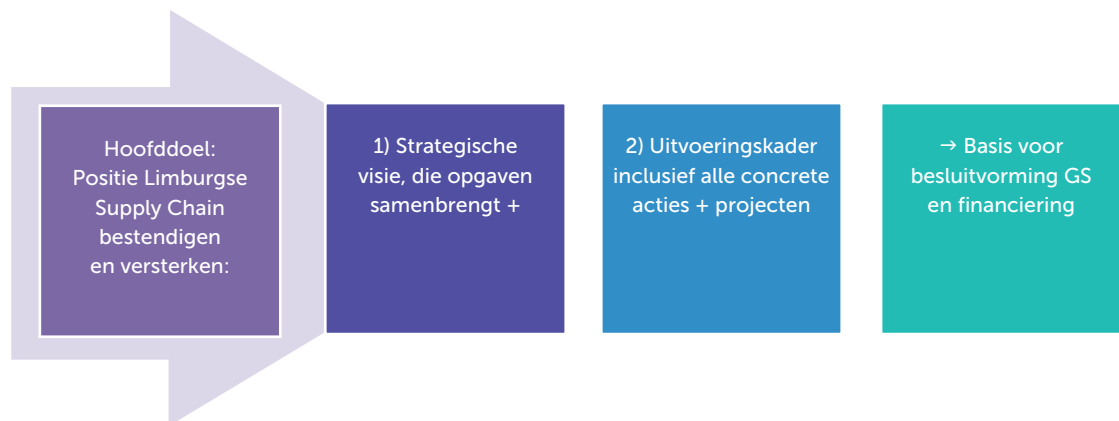 Hoofddoel:
Positie Limburgse
Supply Chain
bestendigen
en versterken:
1) Strategische
visie, die opgaven
samenbrengt +
2) Uitvoeringskader
inclusief alle concrete
acties + projecten
→ Basis voor
besluitvorming GS
en financiering